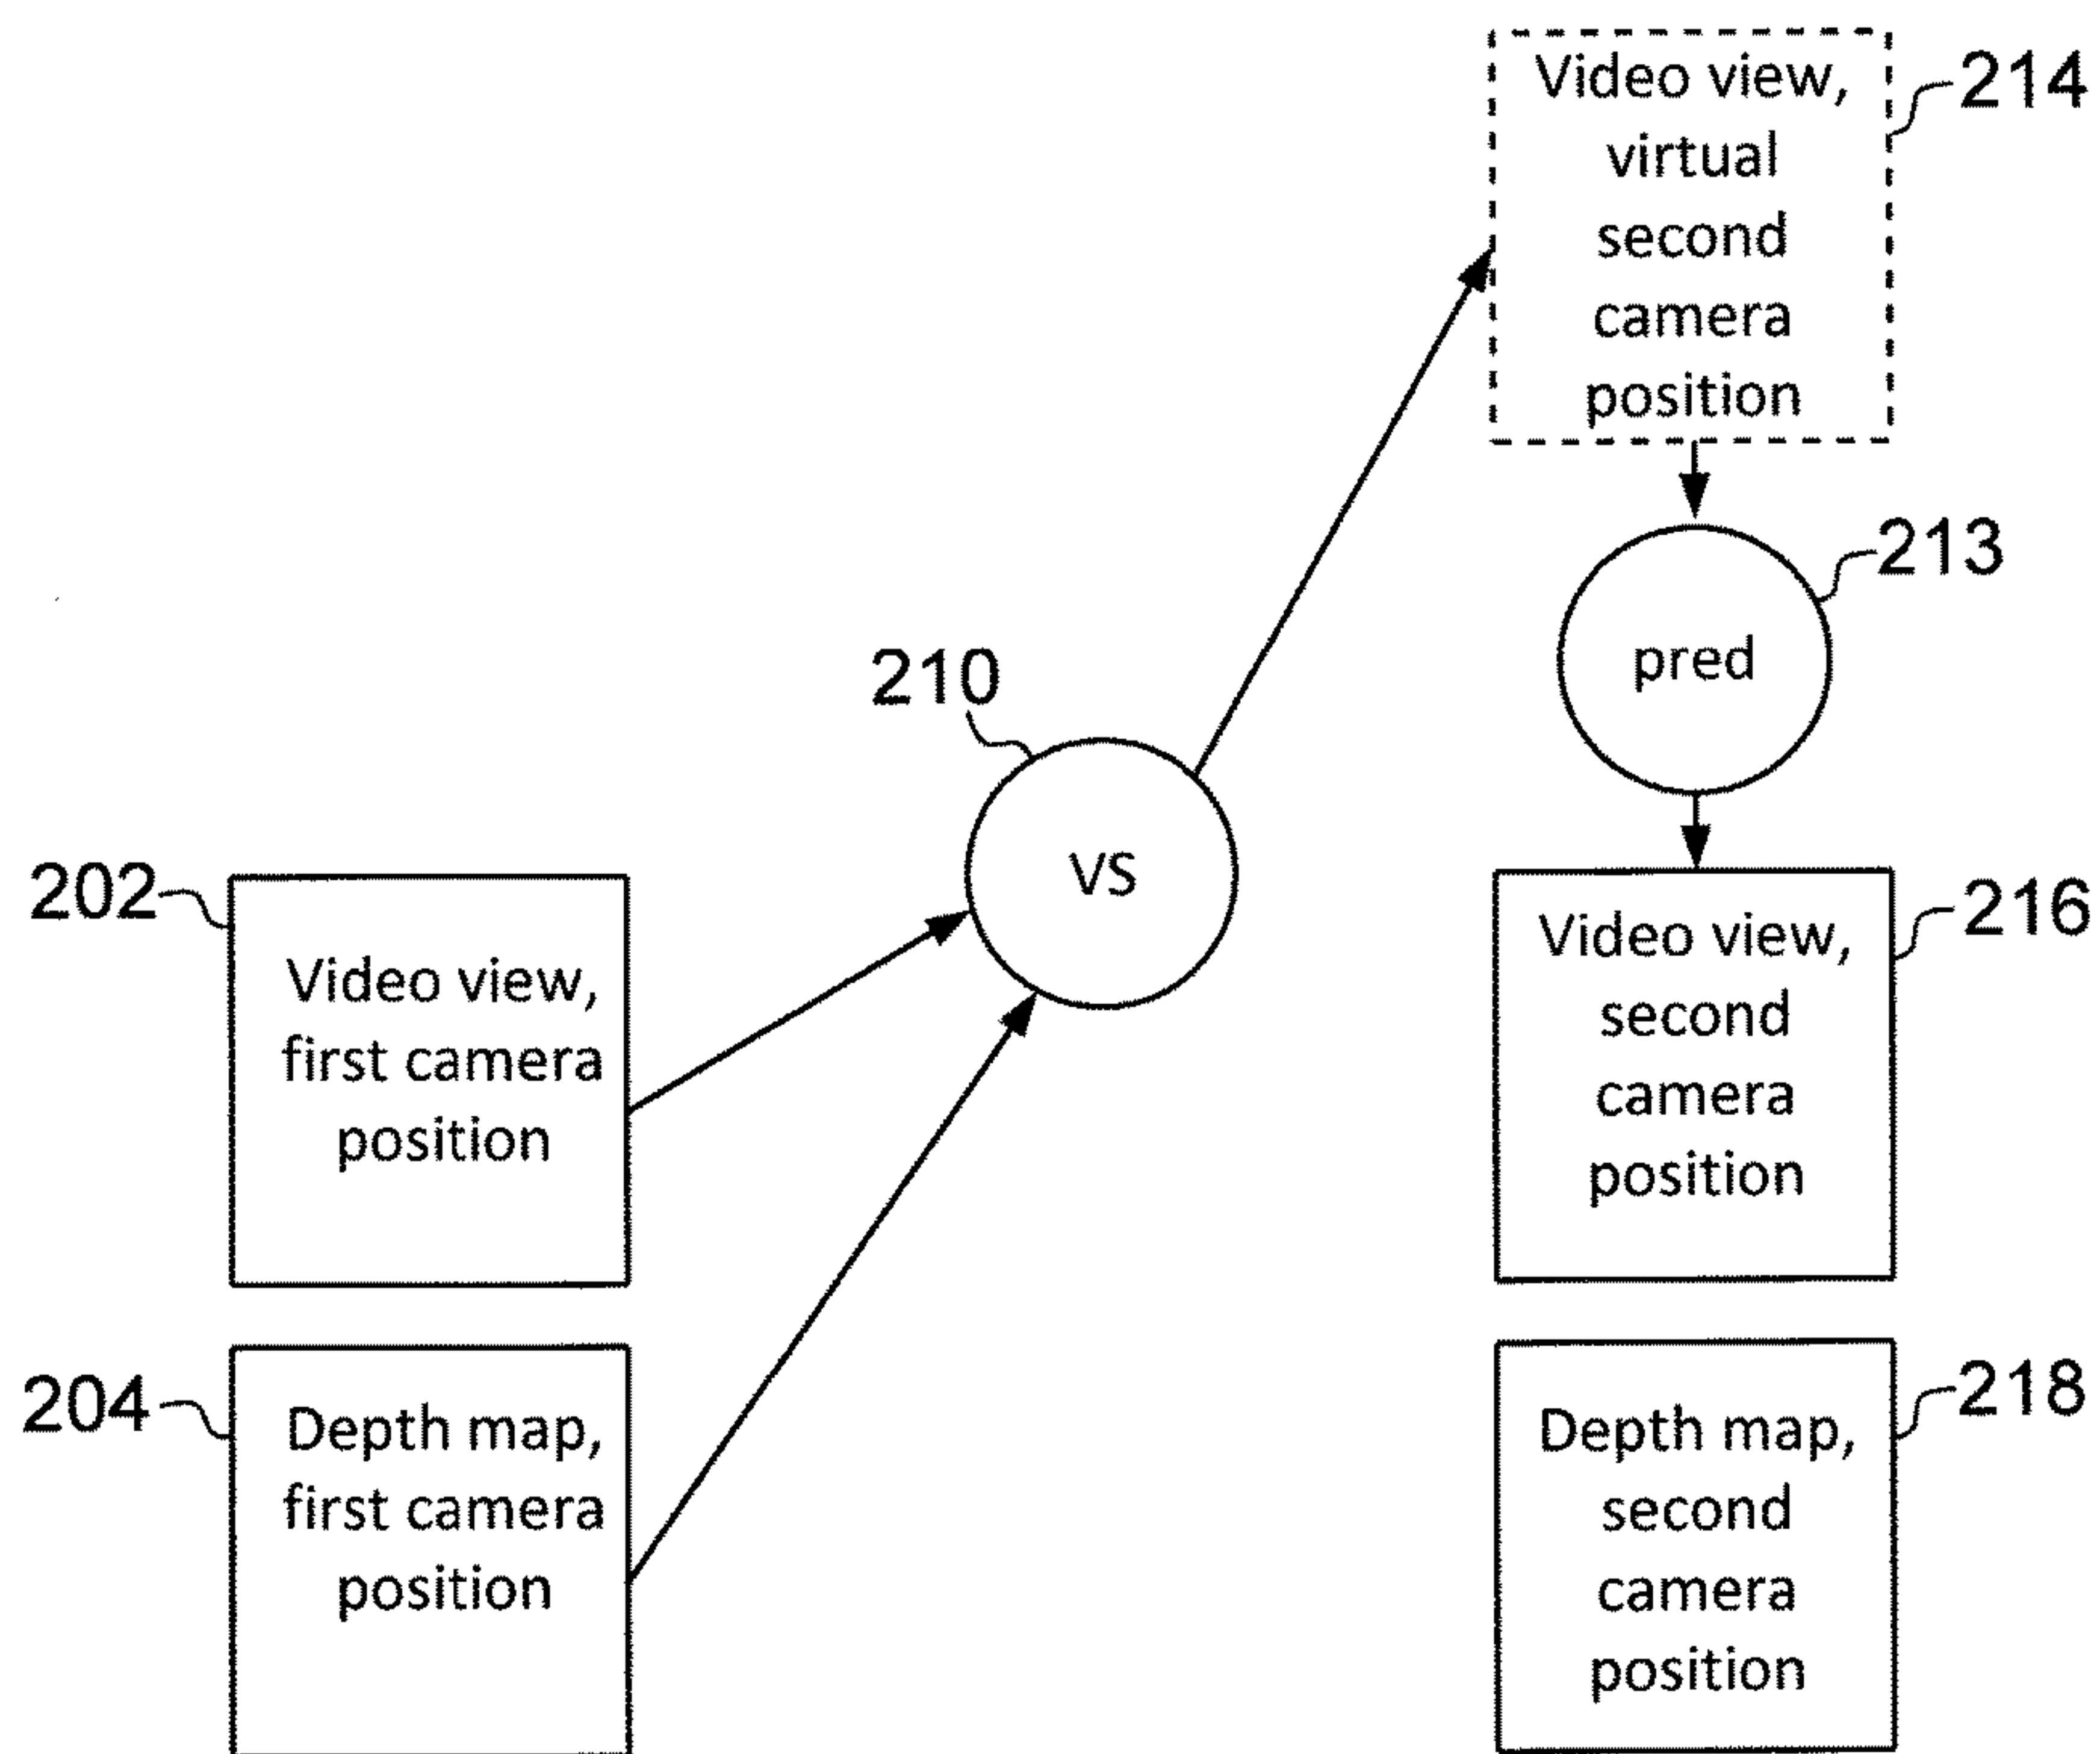 Video view,
virtual
second
camera
position
214
pred
213
210
VS
202
Video view,
first camera
position
216
Video view,
second
camera
position
204
Depth map,
first camera
position
218
Depth map,
second
camera
position